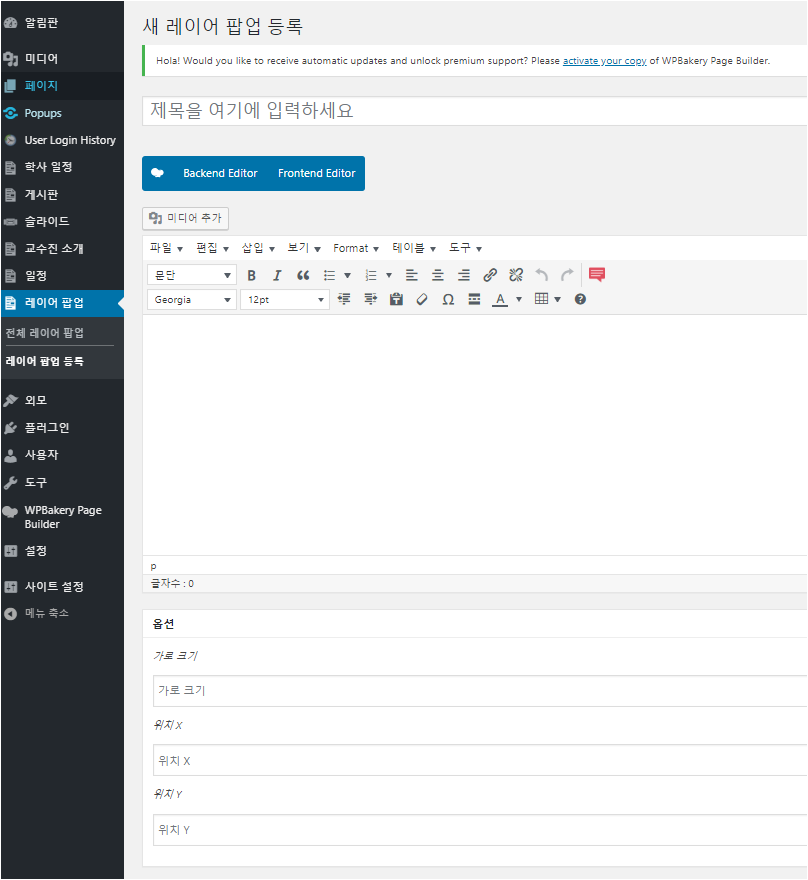 알림판
미디어
페이지
Popups
User Login History
학사 일정
게시판
슬라이드
교수진 소개
일정
레이어 팝업
전체 레이어 팝업
레이어 팝업 등록
외모
플러그인
사용자
도구
WPBakery Page
Builder
설정
사이트 설정
메뉴 축소
새 레이어 팝업 등록
Hola! Would you like to receive automatic updates and unlock premium support? Please activate your copy of WPBakery Page Builder.
제목을 여기에 입력하세요
Backend Editor Frontend Editor
미디어 추가
파일 편집 삽입 보기 Format 테이블 도구
문단
Georgia 12pt
p
글자수 : 0
옵션
가로 크기
가로 크기
위치 X
위치 X
위치 Y
위치 Y